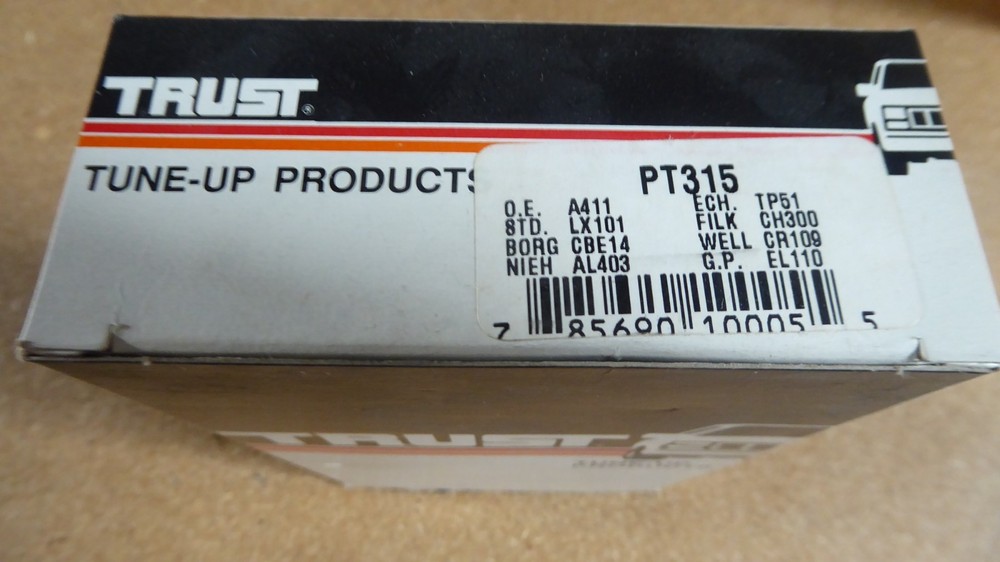 TRUST®
TUNE-UP PRODUCTS
PT315
O.E. A411 ECH. TP51
STD. LX101 FILK CH300
BORG CBE14 WELL CR109
NIEH AL403 G.P. EL110
7 85690 10005 5
TRUST